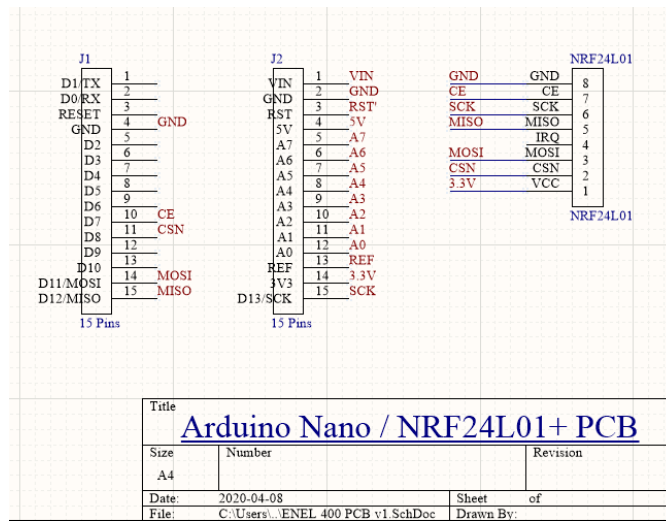 J1
D1/TX 1
D0/RX 2
RESET 3
GND 4 GND
D2 5
D3 6
D4 7
D5 8
D6 9
D7 10 CE
D8 11 CSN
D9 12
D10 13
D11/MOSI 14 MOSI
D12/MISO 15 MISO
15 Pins
J2
VIN 1 VIN
GND 2 GND
RST 3 RST'
5V 4 5V
A7 5 A7
A6 6 A6
A5 7 A5
A4 8 A4
A3 9 A3
A2 10 A2
A1 11 A1
A0 12 A0
REF 13 REF
3V3 14 3.3V
D13/SCK 15 SCK
15 Pins
NRF24L01
GND GND 8
CE CE 7
SCK SCK 6
MISO MISO 5
IRQ 4
MOSI MOSI 3
CSN CSN 2
3.3V VCC 1
NRF24L01
Title
Arduino Nano / NRF24L01+ PCB
Size Number Revision
A4
Date: 2020-04-08 Sheet of
File: C:\Users\..\ENEL 400 PCB v1.SchDoc Drawn By: